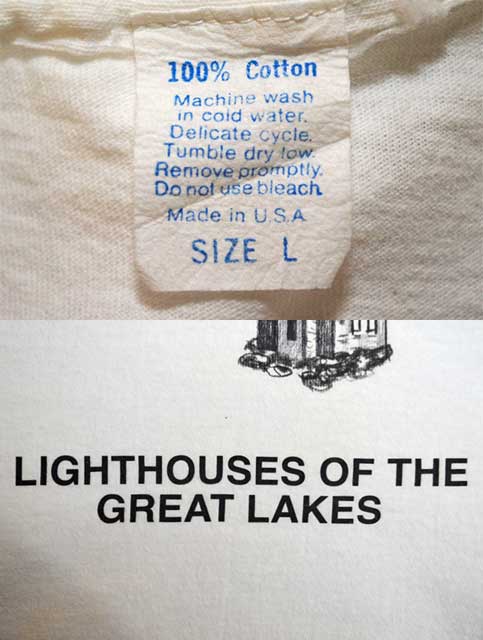 100% Cotton
Machine wash
in cold water.
Delicate cycle.
Tumble dry low.
Remove promptly.
Do not use bleach.
Made in U.S.A
SIZE L
LIGHTHOUSES OF THE
GREAT LAKES